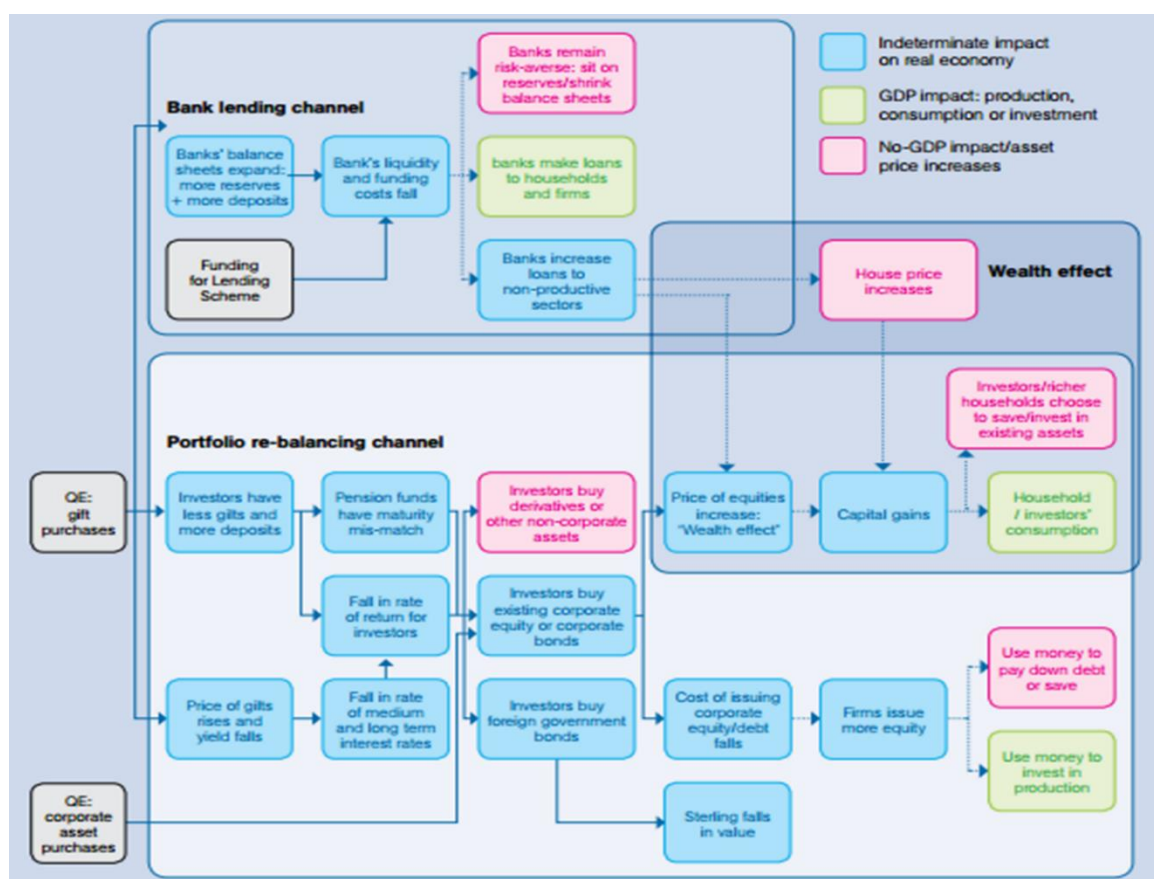 Banks remain
risk-averse: sit on
reserves/shrink
balance sheets
Indeterminate impact
on real economy
GDP impact: production,
consumption or investment
No-GDP impact/asset
price increases
Bank lending channel
Banks' balance
sheets expand:
more reserves
+ more deposits
Bank's liquidity
and funding
costs fall
banks make loans
to households
and firms
Funding
for Lending
Scheme
Banks increase
loans to
non-productive
sectors
House price
increases
Wealth effect
Investors/richer
households choose
to save/invest in
existing assets
Portfolio re-balancing channel
QE:
gift
purchases
Investors have
less gilts and
more deposits
Pension funds
have maturity
mis-match
Investors buy
derivatives or
other non-corporate
assets
Price of equities
increase:
"Wealth effect"
Capital gains
Household
/ investors'
consumption
Fall in rate
of return for
investors
Investors buy
existing corporate
equity or corporate
bonds
Price of gilts
rises and
yield falls
Fall in rate
of medium
and long term
interest rates
Investors buy
foreign government
bonds
Cost of issuing
corporate
equity/debt
falls
Firms issue
more equity
Use money to
pay down debt
or save
Use money to
invest in
production
QE:
corporate
asset
purchases
Sterling falls
in value